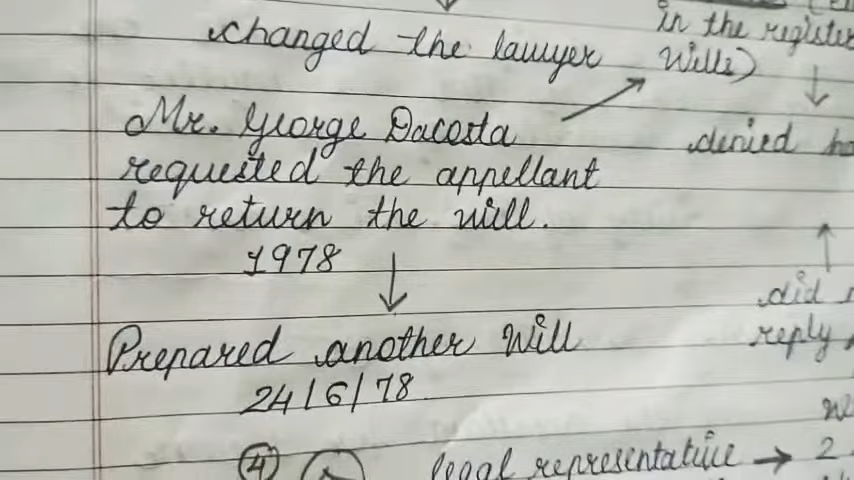 changed the lawyer
Mr. George Dacosta
requested the appellant
to return the will.
1978
Prepared another Will
24/6/78
in the register
Wills)
denied
did
reply
4
legal representative → 2